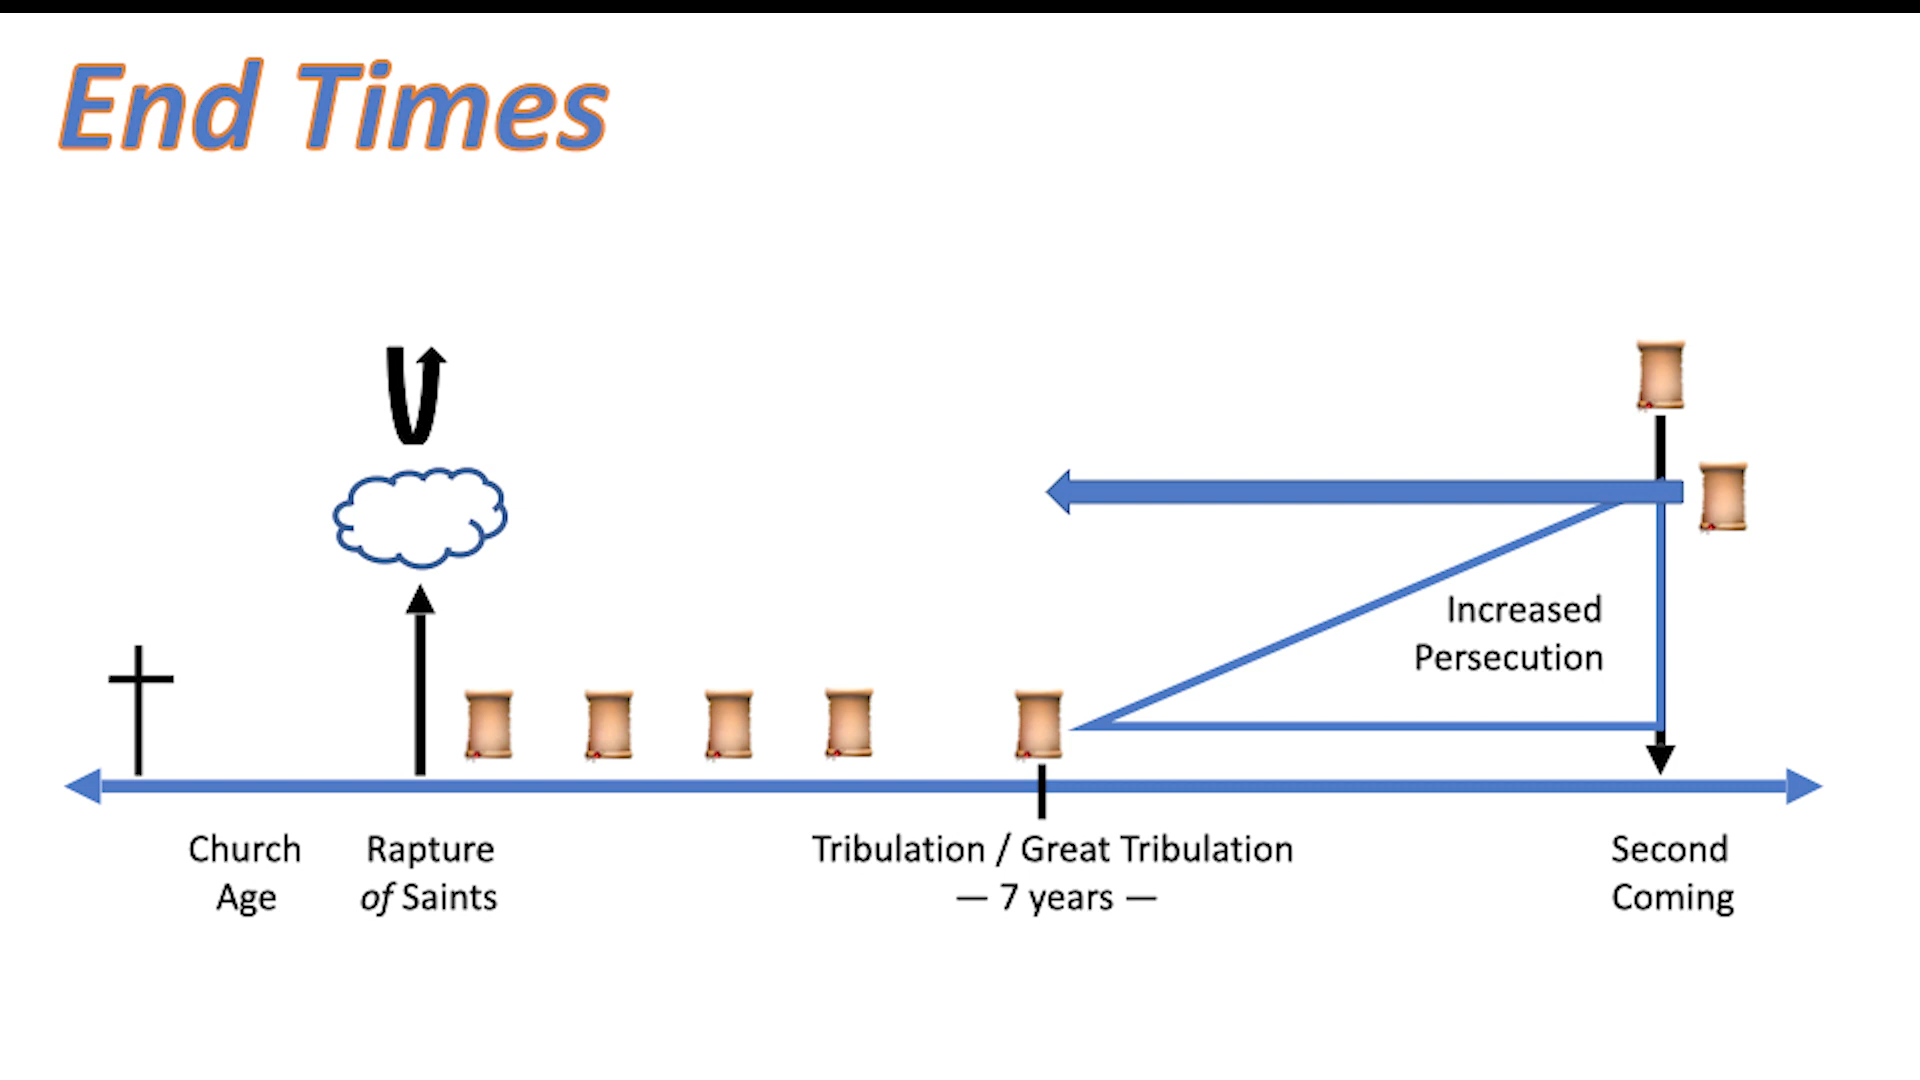 End Times
Increased
Persecution
Church
Age
Rapture
of Saints
Tribulation / Great Tribulation
— 7 years —
Second
Coming